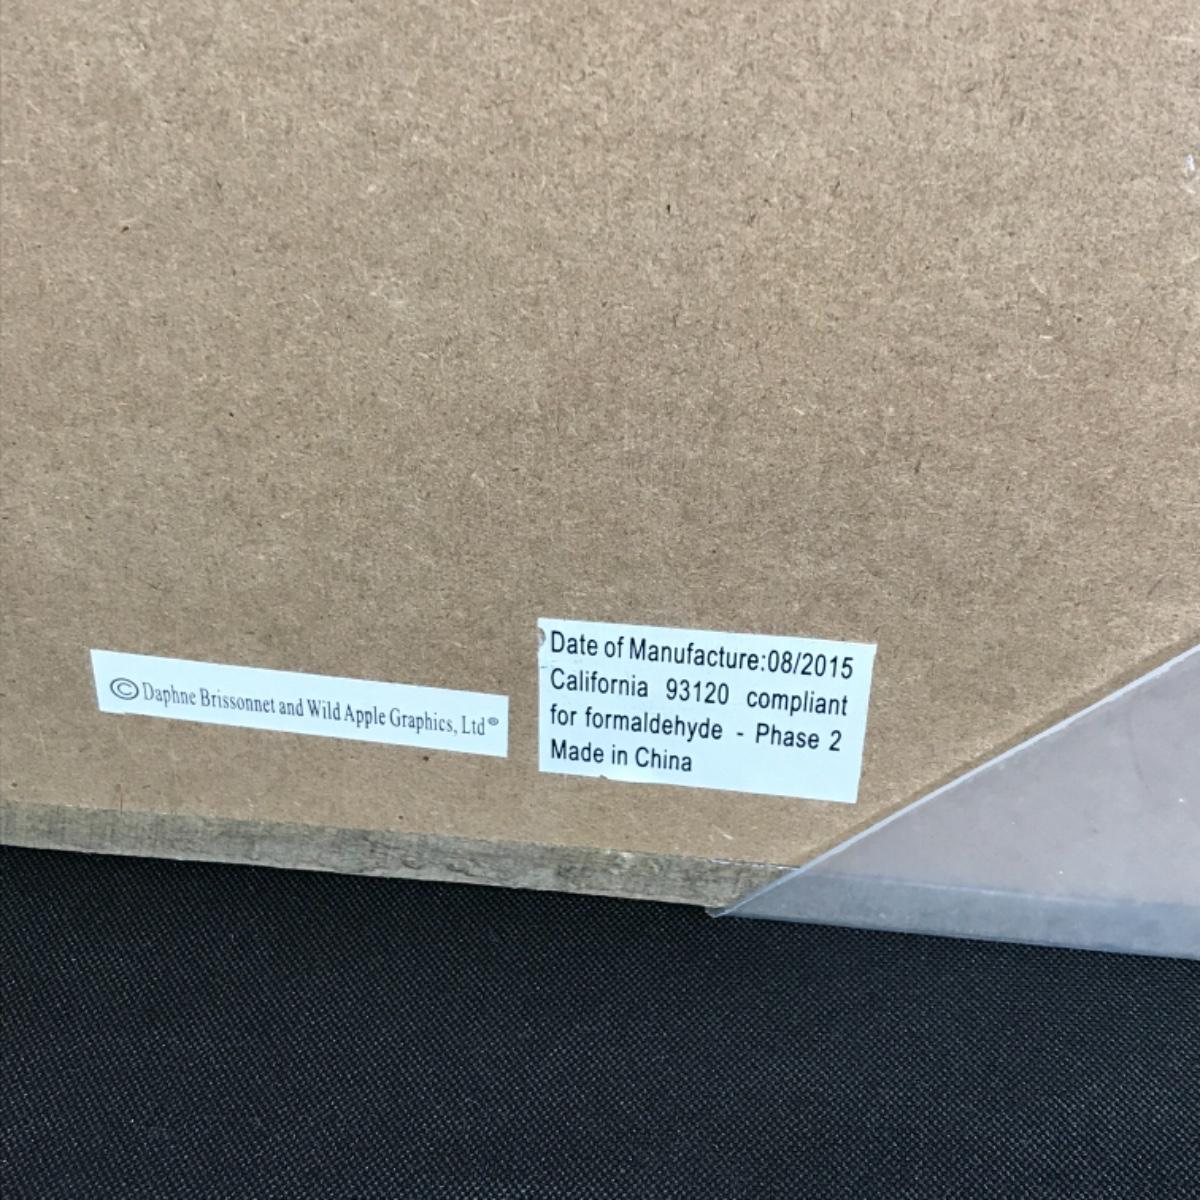 © Daphne Brissonnet and Wild Apple Graphics, Ltd®
Date of Manufacture:08/2015
California 93120 compliant
for formaldehyde - Phase 2
Made in China